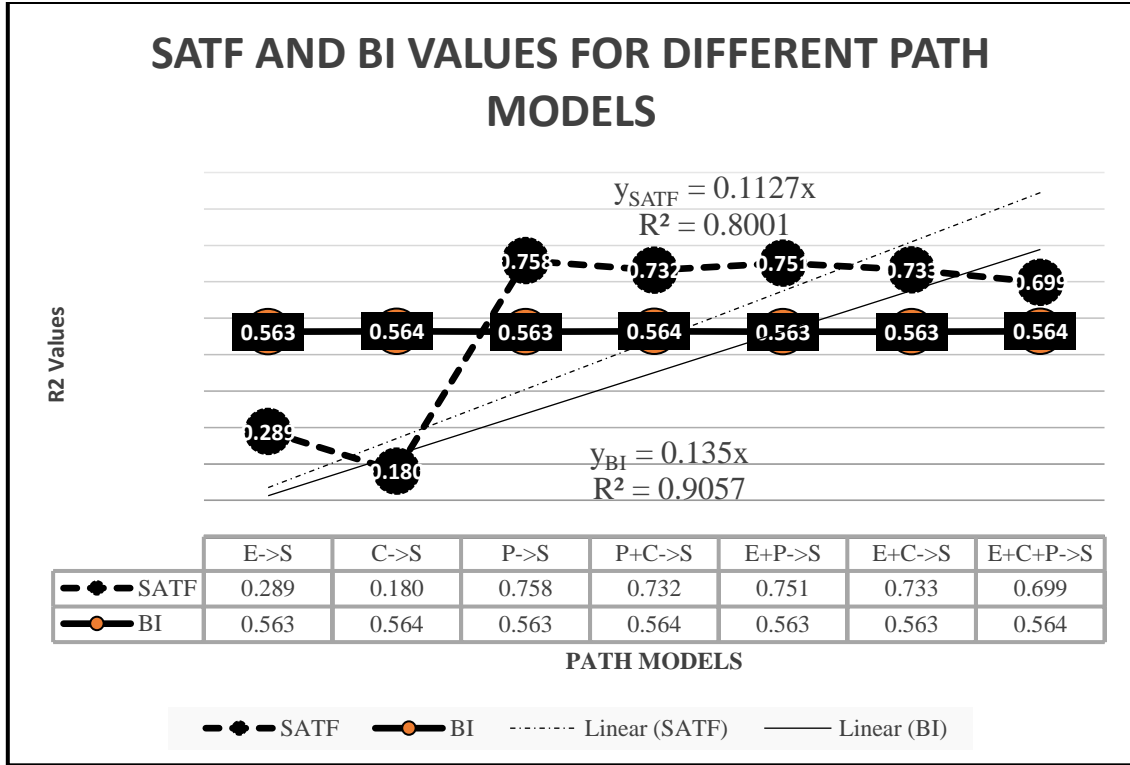 SATF AND BI VALUES FOR DIFFERENT PATH
MODELS
R2 Values
y_SATF = 0.1127x
R² = 0.8001
0.758 0.732 0.751 0.733 0.699
0.563 0.564 0.563 0.564 0.563 0.563 0.564
0.289
0.180
y_BI = 0.135x
R² = 0.9057
E->S C->S P->S P+C->S E+P->S E+C->S E+C+P->S
SATF 0.289 0.180 0.758 0.732 0.751 0.733 0.699
BI 0.563 0.564 0.563 0.564 0.563 0.563 0.564
PATH MODELS
SATF BI Linear (SATF) Linear (BI)